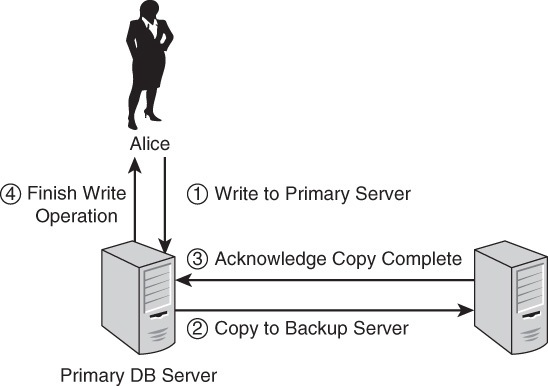 Alice
④ Finish Write
Operation
① Write to Primary Server
③ Acknowledge Copy Complete
② Copy to Backup Server
Primary DB Server